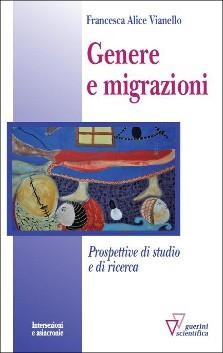 Francesca Alice Vianello
Genere
e migrazioni
Prospettive di studio
e di ricerca
Intersezioni
e asincronie
guerini
scientifica